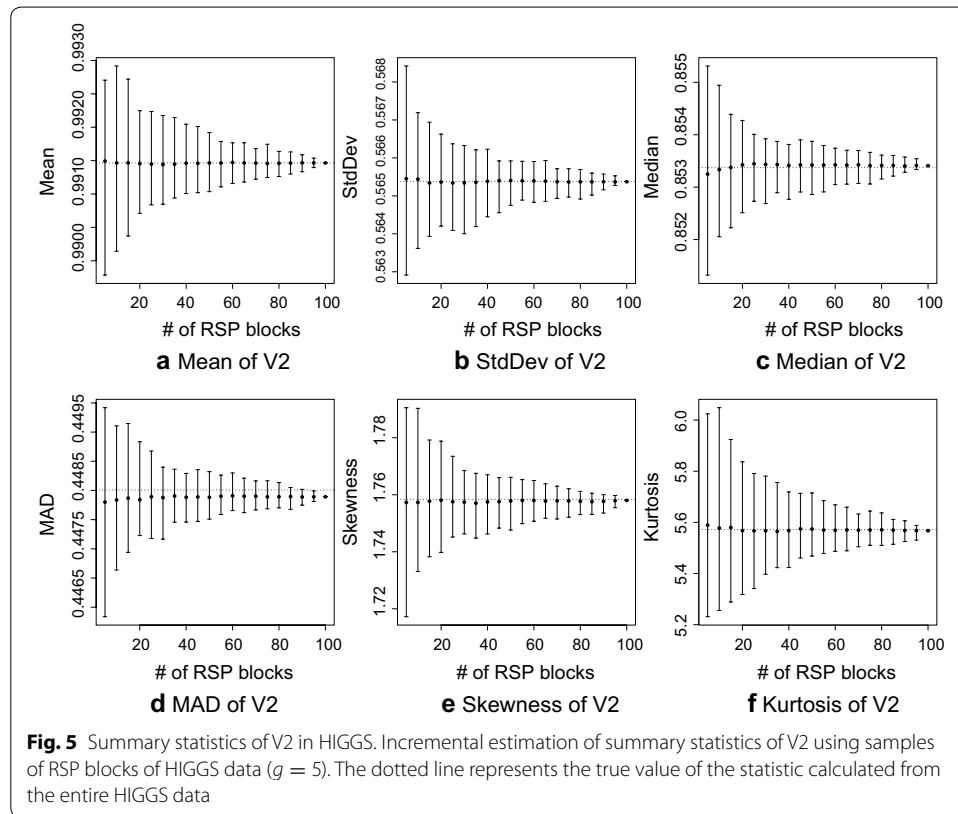 0.9930
0.9920
0.9910
0.9900
Mean
20 40 60 80 100
# of RSP blocks
a Mean of V2
0.568
0.567
0.566
0.565
0.564
0.563
StdDev
20 40 60 80 100
# of RSP blocks
b StdDev of V2
0.855
0.854
0.853
0.852
Median
20 40 60 80 100
# of RSP blocks
c Median of V2
0.4495
0.4485
0.4475
0.4465
MAD
20 40 60 80 100
# of RSP blocks
d MAD of V2
1.78
1.76
1.74
1.72
Skewness
20 40 60 80 100
# of RSP blocks
e Skewness of V2
6.0
5.8
5.6
5.4
5.2
Kurtosis
20 40 60 80 100
# of RSP blocks
f Kurtosis of V2
Fig. 5 Summary statistics of V2 in HIGGS. Incremental estimation of summary statistics of V2 using samples
of RSP blocks of HIGGS data (g = 5). The dotted line represents the true value of the statistic calculated from
the entire HIGGS data